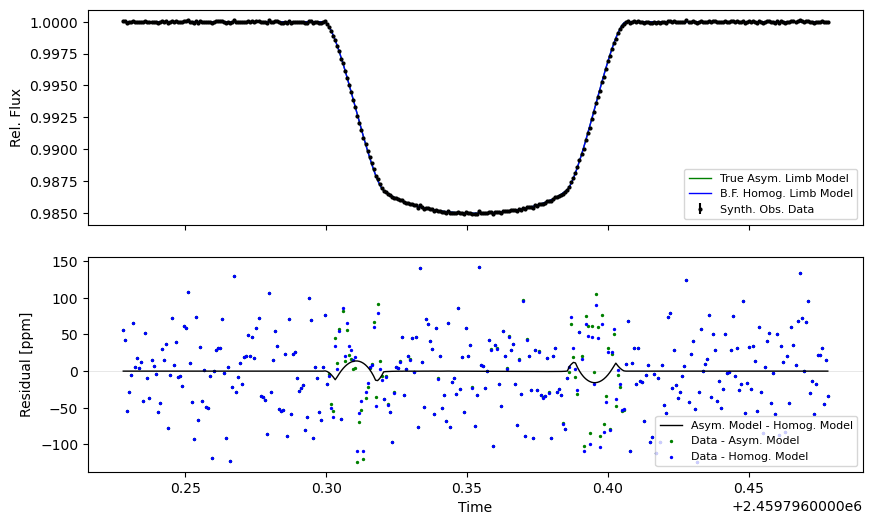 1.0000
0.9975
0.9950
0.9925
0.9900
0.9875
0.9850
Rel. Flux
True Asym. Limb Model
B.F. Homog. Limb Model
Synth. Obs. Data
150
100
50
0
−50
−100
Residual [ppm]
Asym. Model - Homog. Model
Data - Asym. Model
Data - Homog. Model
0.25
0.30
0.35
0.40
0.45
Time
+2.4597960000e6